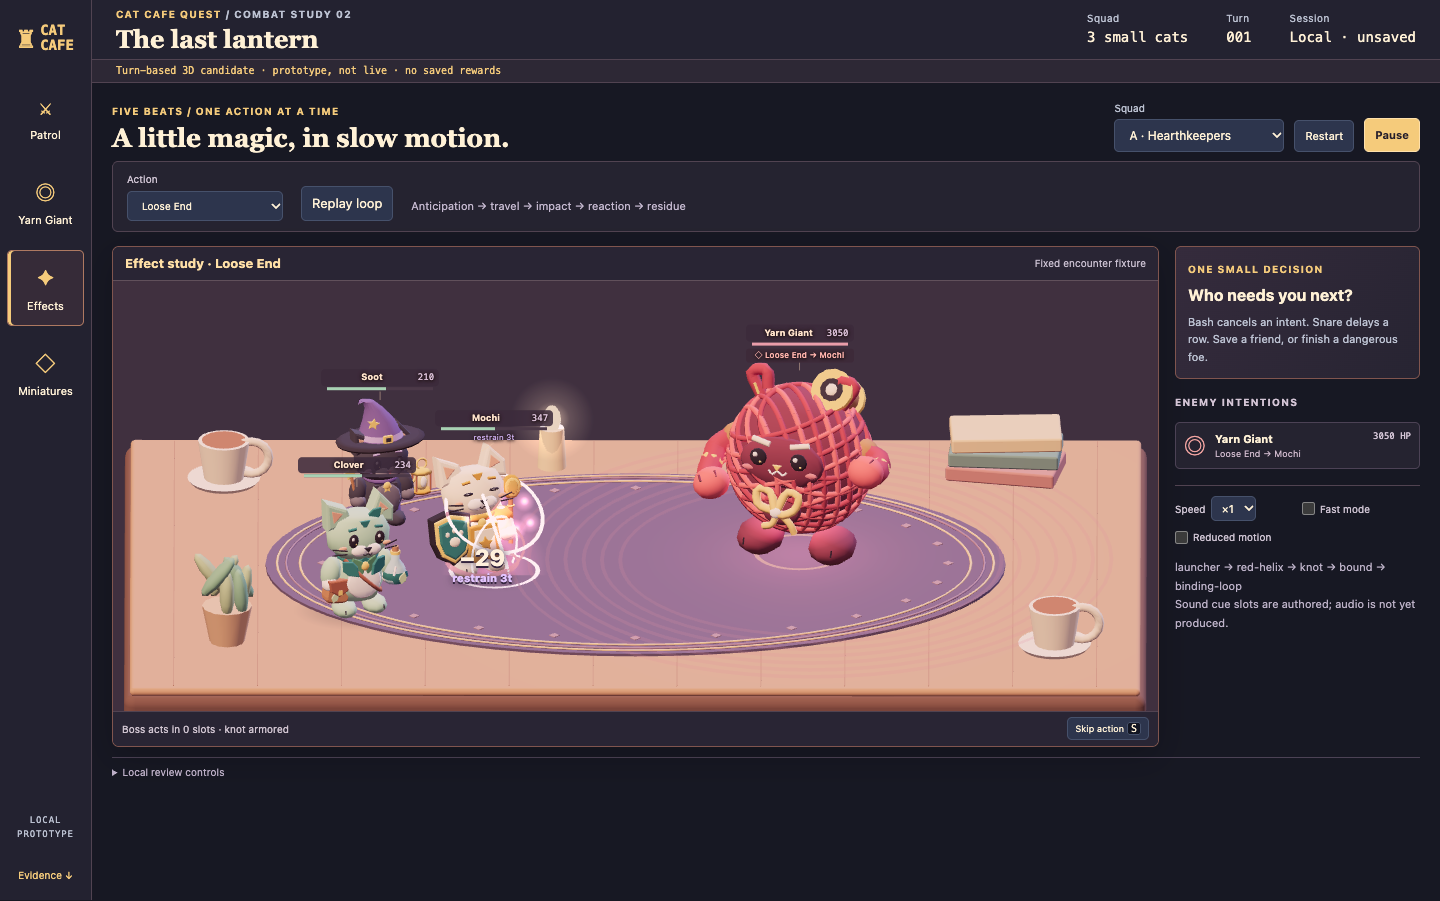 CAT
CAFE
Patrol
Yarn Giant
Effects
Miniatures
LOCAL
PROTOTYPE
Evidence ↓
CAT CAFE QUEST / COMBAT STUDY 02
The last lantern
Squad
3 small cats
Turn
001
Session
Local · unsaved
Turn-based 3D candidate · prototype, not live · no saved rewards
FIVE BEATS / ONE ACTION AT A TIME
A little magic, in slow motion.
Squad
A · Hearthkeepers
Restart
Pause
Action
Loose End
Replay loop
Anticipation → travel → impact → reaction → residue
Effect study · Loose End
Fixed encounter fixture
Yarn Giant 3050
◇ Loose End → Mochi
Soot 210
Mochi 347
restrain 3t
Clover 234
−29
restrain 3t
Boss acts in 0 slots · knot armored
Skip action S
Local review controls
ONE SMALL DECISION
Who needs you next?
Bash cancels an intent. Snare delays a
row. Save a friend, or finish a dangerous
foe.
ENEMY INTENTIONS
Yarn Giant
3050 HP
Loose End → Mochi
Speed ×1
Fast mode
Reduced motion
launcher → red-helix → knot → bound →
binding-loop
Sound cue slots are authored; audio is not yet
produced.